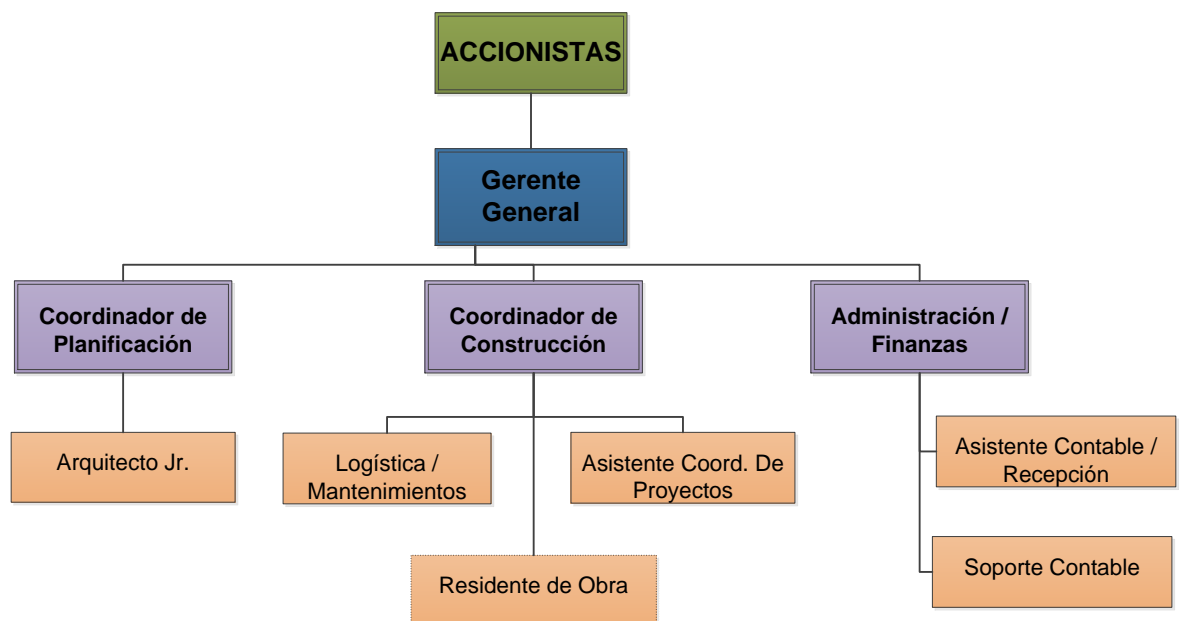 ACCIONISTAS
Gerente
General
Coordinador de
Planificación
Coordinador de
Construcción
Administración /
Finanzas
Arquitecto Jr.
Logística /
Mantenimientos
Asistente Coord. De
Proyectos
Asistente Contable /
Recepción
Residente de Obra
Soporte Contable